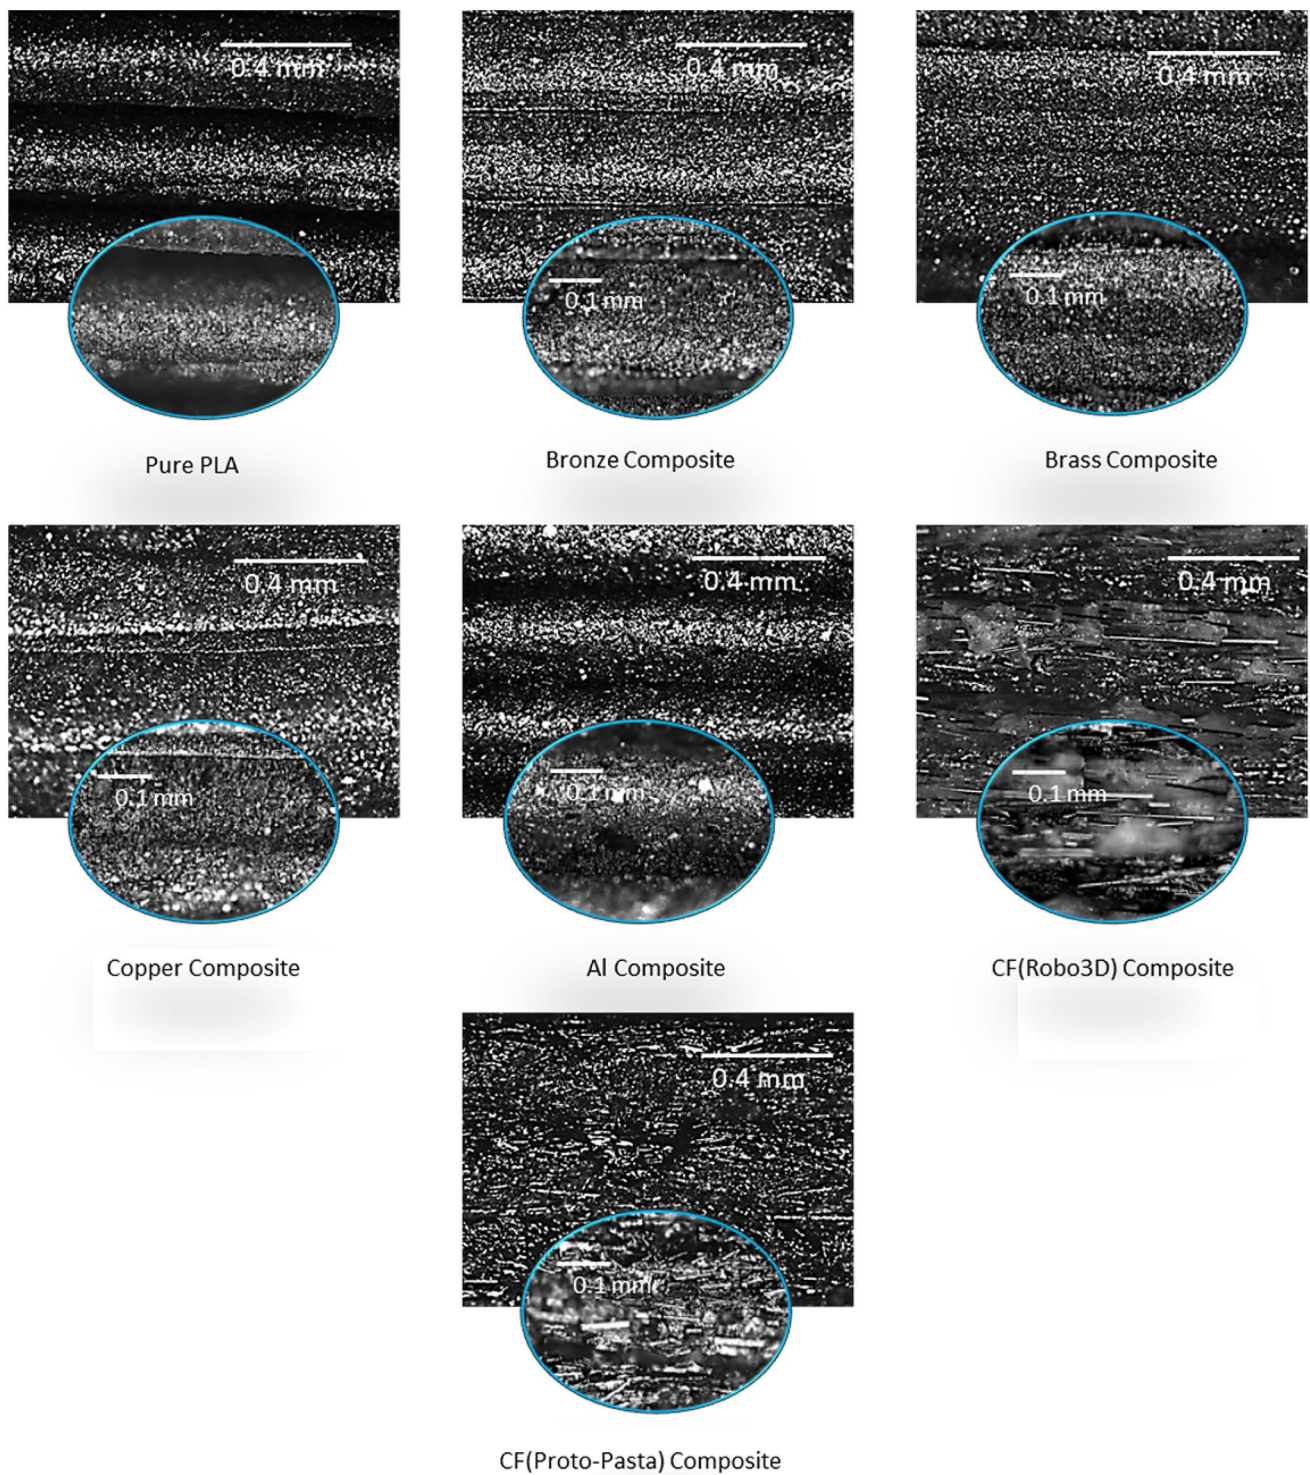 0.4 mm
0.4 mm
0.4 mm
0.1 mm
0.1 mm
Pure PLA
Bronze Composite
Brass Composite
0.4 mm
0.4 mm
0.4 mm
0.1 mm
0.1 mm
0.1 mm
Copper Composite
Al Composite
CF(Robo3D) Composite
0.4 mm
0.1 mm
CF(Proto-Pasta) Composite